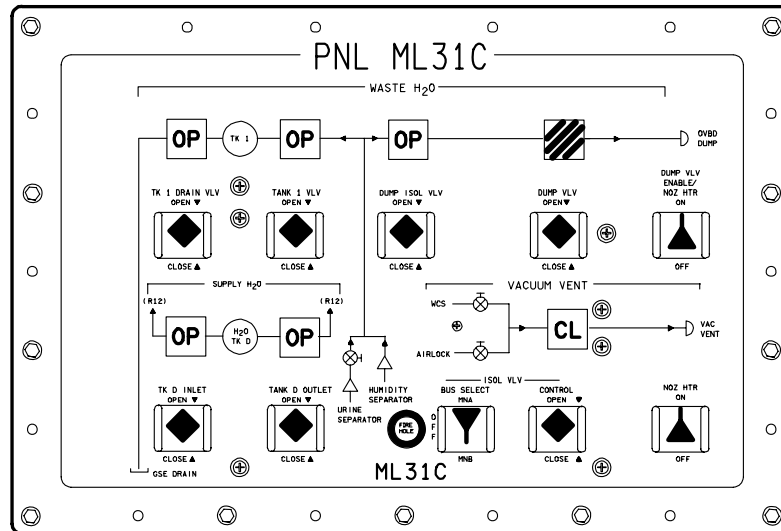 PNL ML31C
WASTE H2O
OP
TK 1
OP
OP
OVBD
DUMP
TK 1 DRAIN VLV
OPEN ▼
CLOSE ▲
TANK 1 VLV
OPEN ▼
CLOSE ▲
DUMP ISOL VLV
OPEN ▼
CLOSE ▲
DUMP VLV
OPEN ▼
CLOSE ▲
DUMP VLV
ENABLE/
NOZ HTR
ON
OFF
SUPPLY H2O
(R12)
(R12)
OP
H2O
TK D
OP
VACUUM VENT
WCS
AIRLOCK
CL
VAC
VENT
URINE
SEPARATOR
HUMIDITY
SEPARATOR
TK D INLET
OPEN ▼
CLOSE ▲
TANK D OUTLET
OPEN ▼
CLOSE ▲
FIRE
HOLE
ISOL VLV
BUS SELECT
MNA
OFF
MNB
CONTROL
OPEN ▼
CLOSE ▲
NOZ HTR
ON
OFF
GSE DRAIN
ML31C